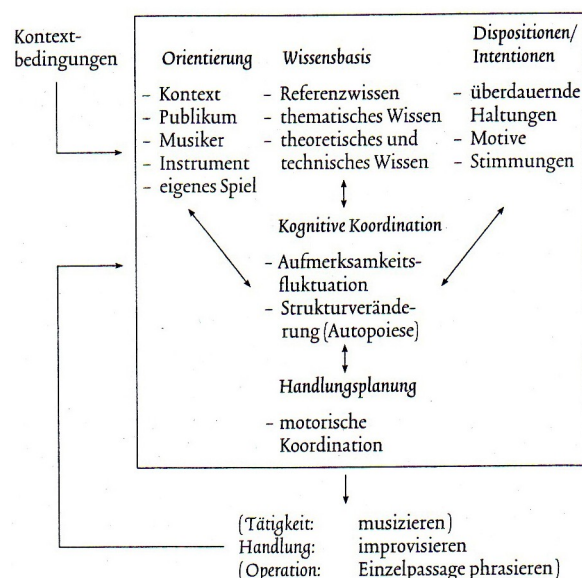 Kontext-
bedingungen
Orientierung
– Kontext
– Publikum
– Musiker
– Instrument
– eigenes Spiel
Wissensbasis
– Referenzwissen
– thematisches Wissen
– theoretisches und
technisches Wissen
Dispositionen/
Intentionen
– überdauernde
Haltungen
– Motive
– Stimmungen
Kognitive Koordination
– Aufmerksamkeits-
fluktuation
– Strukturverände-
rung (Autopoiese)
Handlungsplanung
– motorische
Koordination
(Tätigkeit: musizieren)
Handlung: improvisieren
(Operation: Einzelpassage phrasieren)